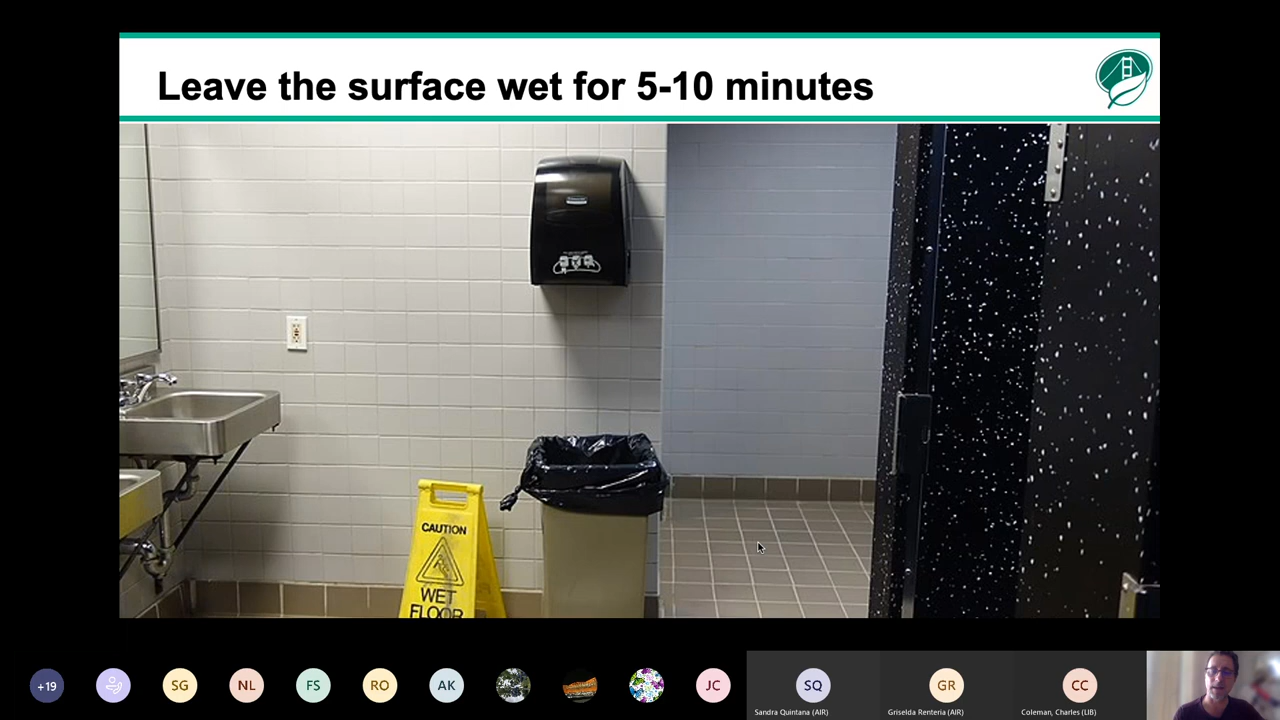 Leave the surface wet for 5-10 minutes
CAUTION
WET
FLOOR
+19
SG
NL
FS
RO
AK
JC
SQ
GR
CC
Sandra Quintana (AIR)
Griselda Renteria (AIR)
Coleman, Charles (LIB)